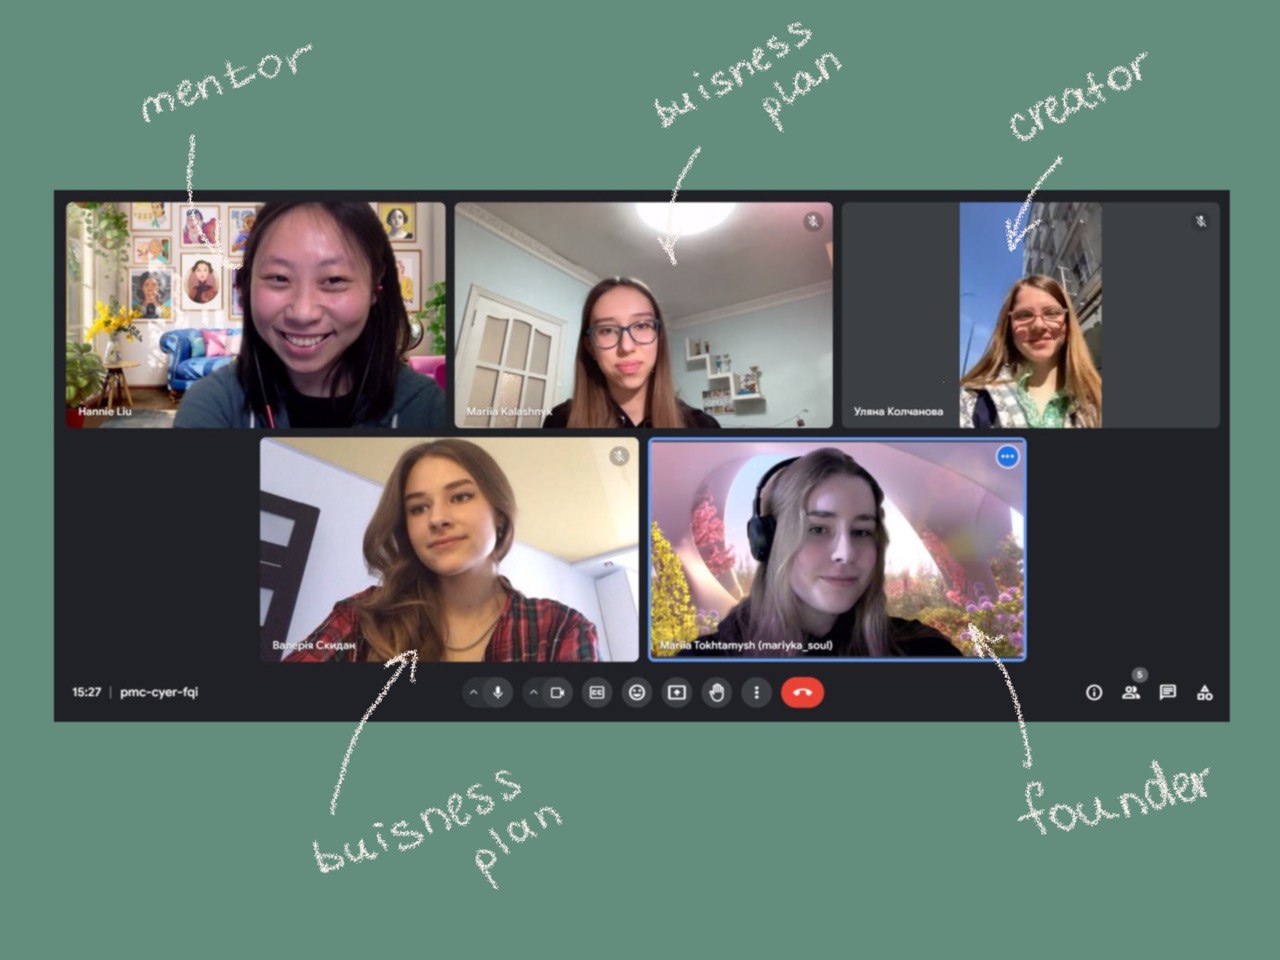 mentor
buisness
plan
creator
Hannie Liu
Mariia Kalashnyk
Уляна Колчанова
Валерія Скидан
Mariia Tokhtamysh (mariyka_soul)
15:27 | pmc-cyer-fqi
CC
5
buisness
plan
founder